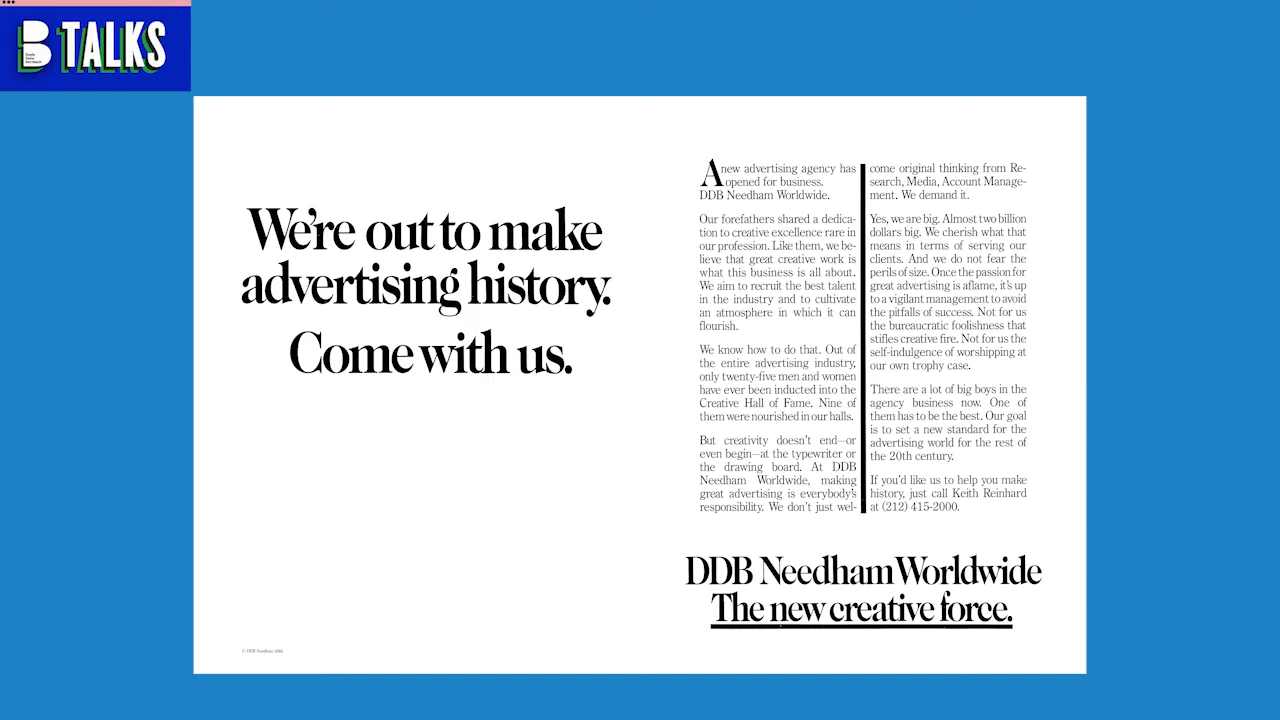 B TALKS
Doyle
Dane
Bernbach
We're out to make
advertising history.
Come with us.
A new advertising agency has
opened for business.
DDB Needham Worldwide.
Our forefathers shared a dedica-
tion to creative excellence rare in
our profession. Like them, we be-
lieve that great creative work is
what this business is all about.
We aim to recruit the best talent
in the industry and to cultivate
an atmosphere in which it can
flourish.
We know how to do that. Out of
the entire advertising industry,
only twenty-five men and women
have ever been inducted into the
Creative Hall of Fame. Nine of
them were nourished in our halls.
But creativity doesn't end—or
even begin—at the typewriter or
the drawing board. At DDB
Needham Worldwide, making
great advertising is everybody's
responsibility. We don't just wel-
come original thinking from Re-
search, Media, Account Manage-
ment. We demand it.
Yes, we are big. Almost two billion
dollars big. We cherish what that
means in terms of serving our
clients. And we do not fear the
perils of size. Once the passion for
great advertising is aflame, it's up
to a vigilant management to avoid
the pitfalls of success. Not for us
the bureaucratic foolishness that
stifles creative fire. Not for us the
self-indulgence of worshipping at
our own trophy case.
There are a lot of big boys in the
agency business now. One of
them has to be the best. Our goal
is to set a new standard for the
advertising world for the rest of
the 20th century.
If you'd like us to help you make
history, just call Keith Reinhard
at (212) 415-2000.
DDB Needham Worldwide
The new creative force.
© DDB Needham 1986